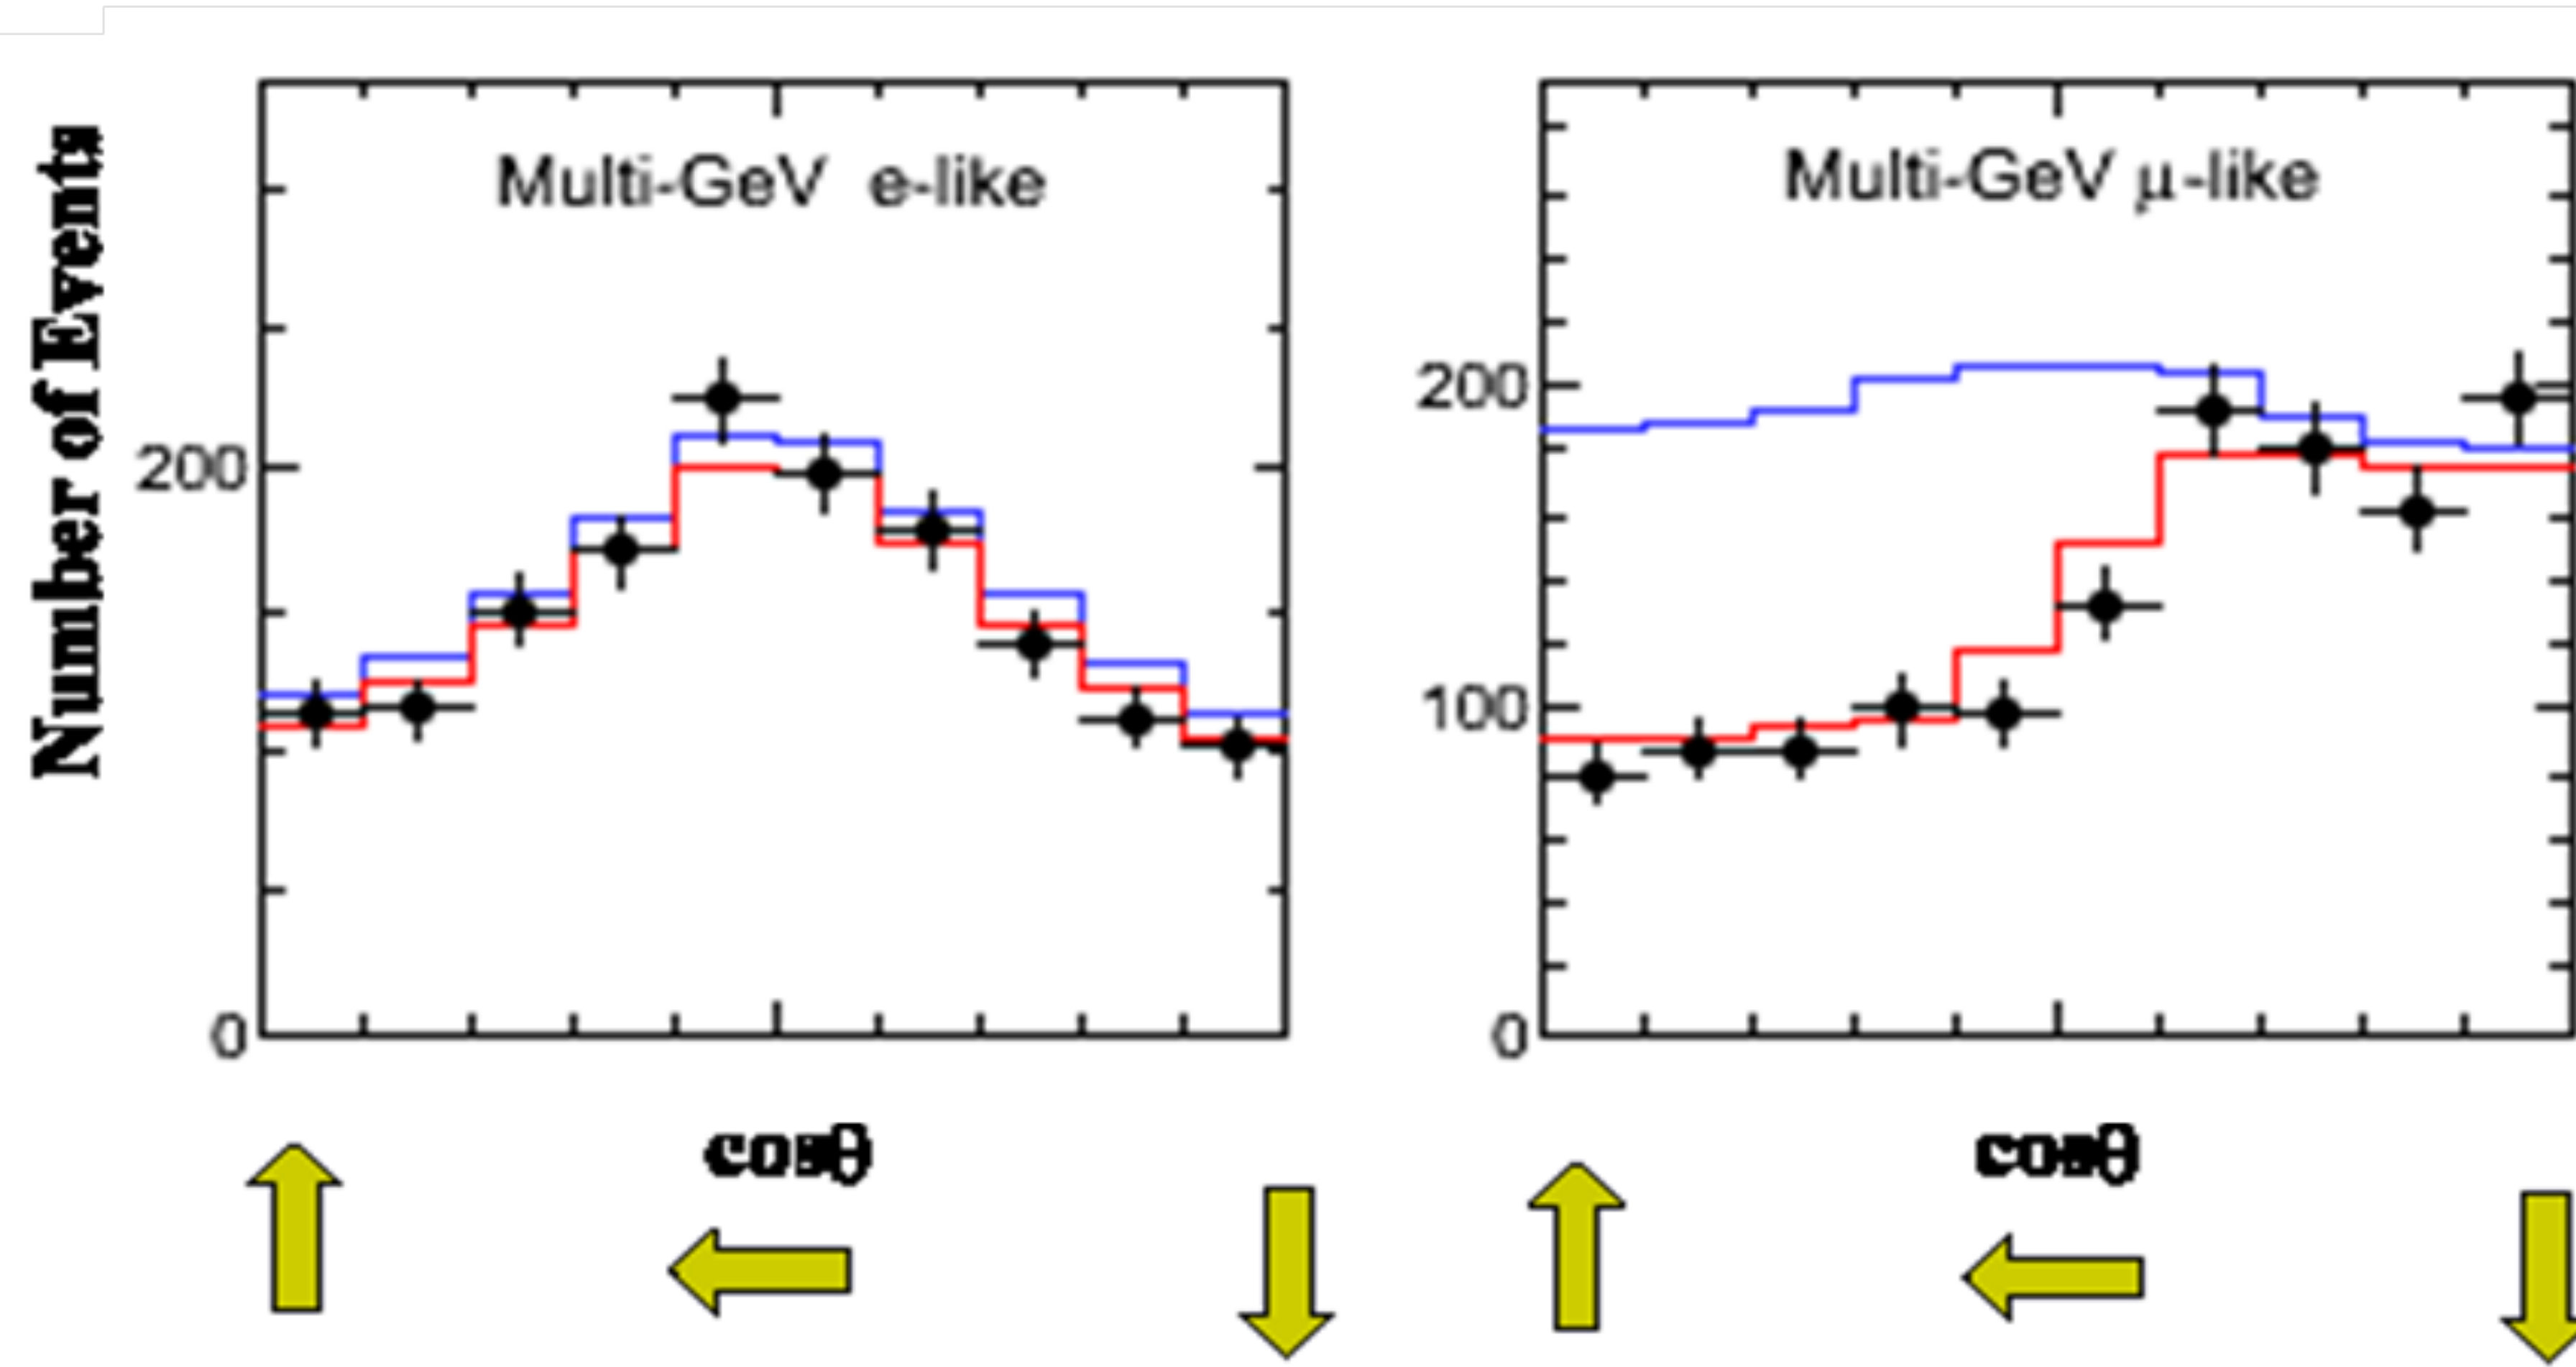 Number of Events
Multi-GeV e-like
200
0
cosθ
Multi-GeV μ-like
200
100
0
cosθ